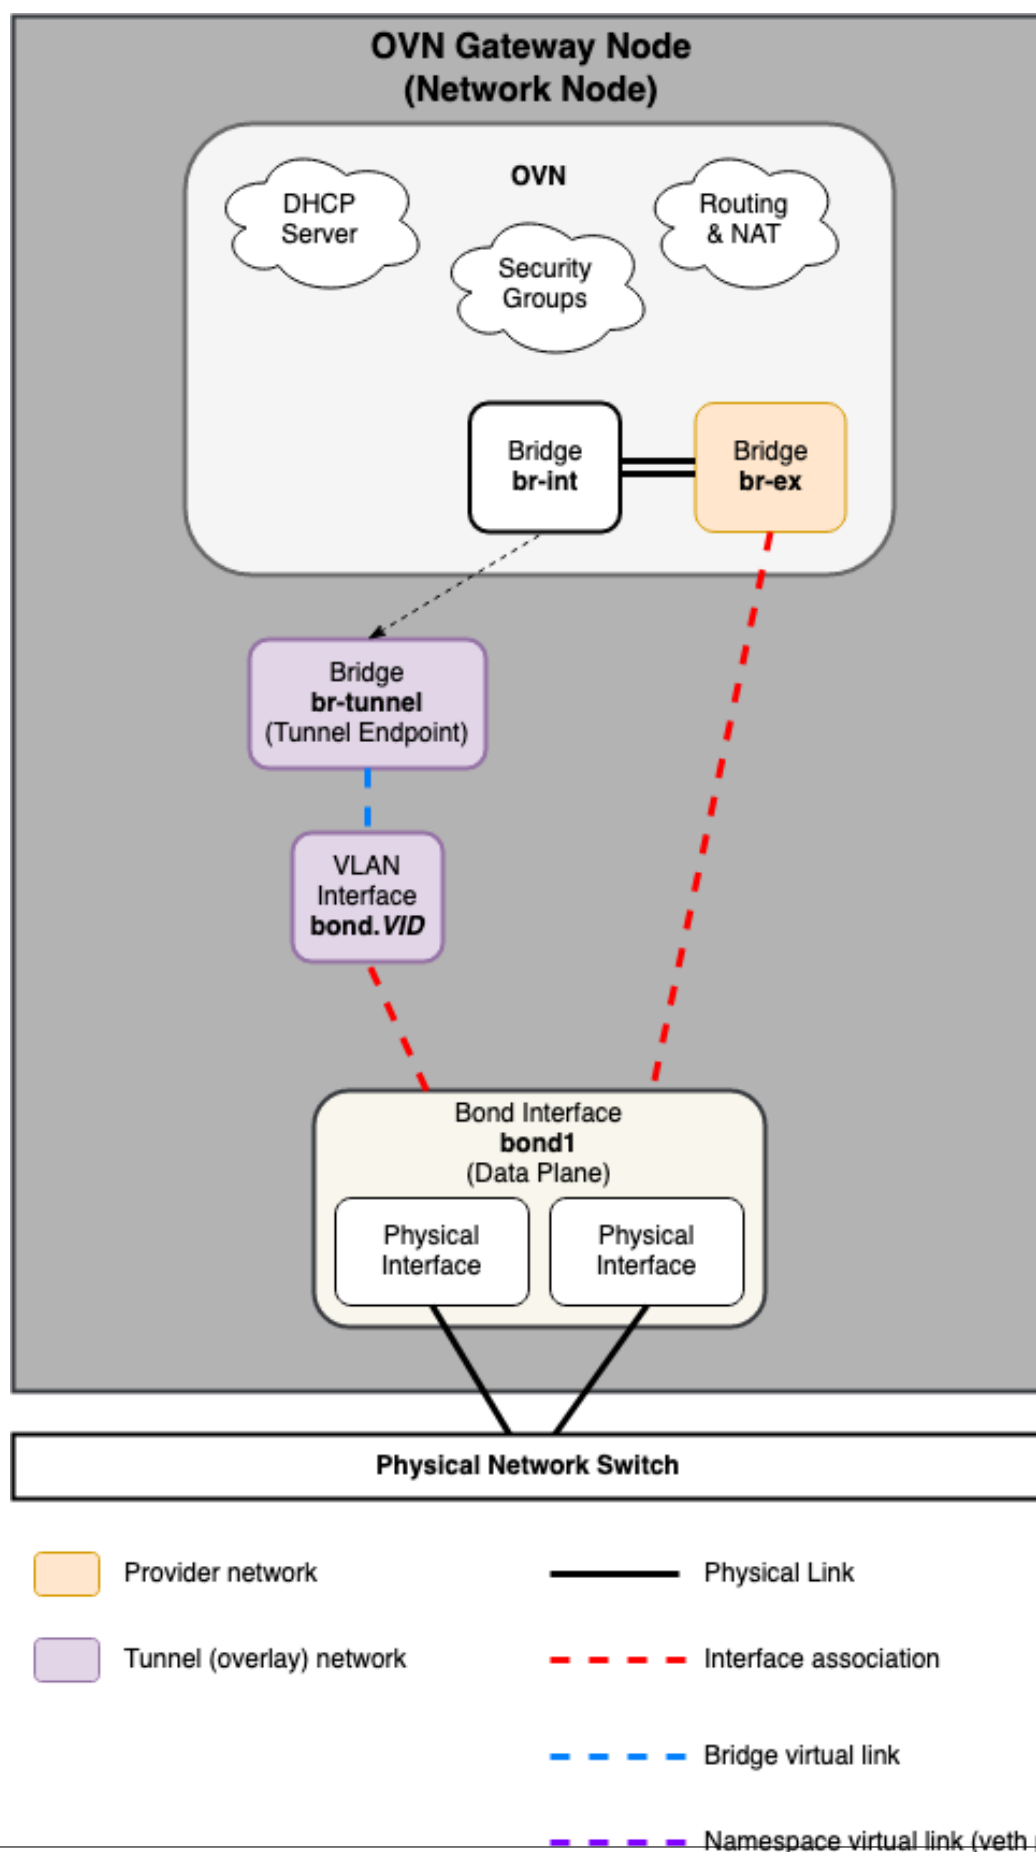 OVN Gateway Node
(Network Node)
OVN
DHCP
Server
Routing
& NAT
Security
Groups
Bridge
br-int
Bridge
br-ex
Bridge
br-tunnel
(Tunnel Endpoint)
VLAN
Interface
bond.VID
Bond Interface
bond1
(Data Plane)
Physical
Interface
Physical
Interface
Physical Network Switch
Provider network
Physical Link
Tunnel (overlay) network
Interface association
Bridge virtual link
Namespace virtual link (veth